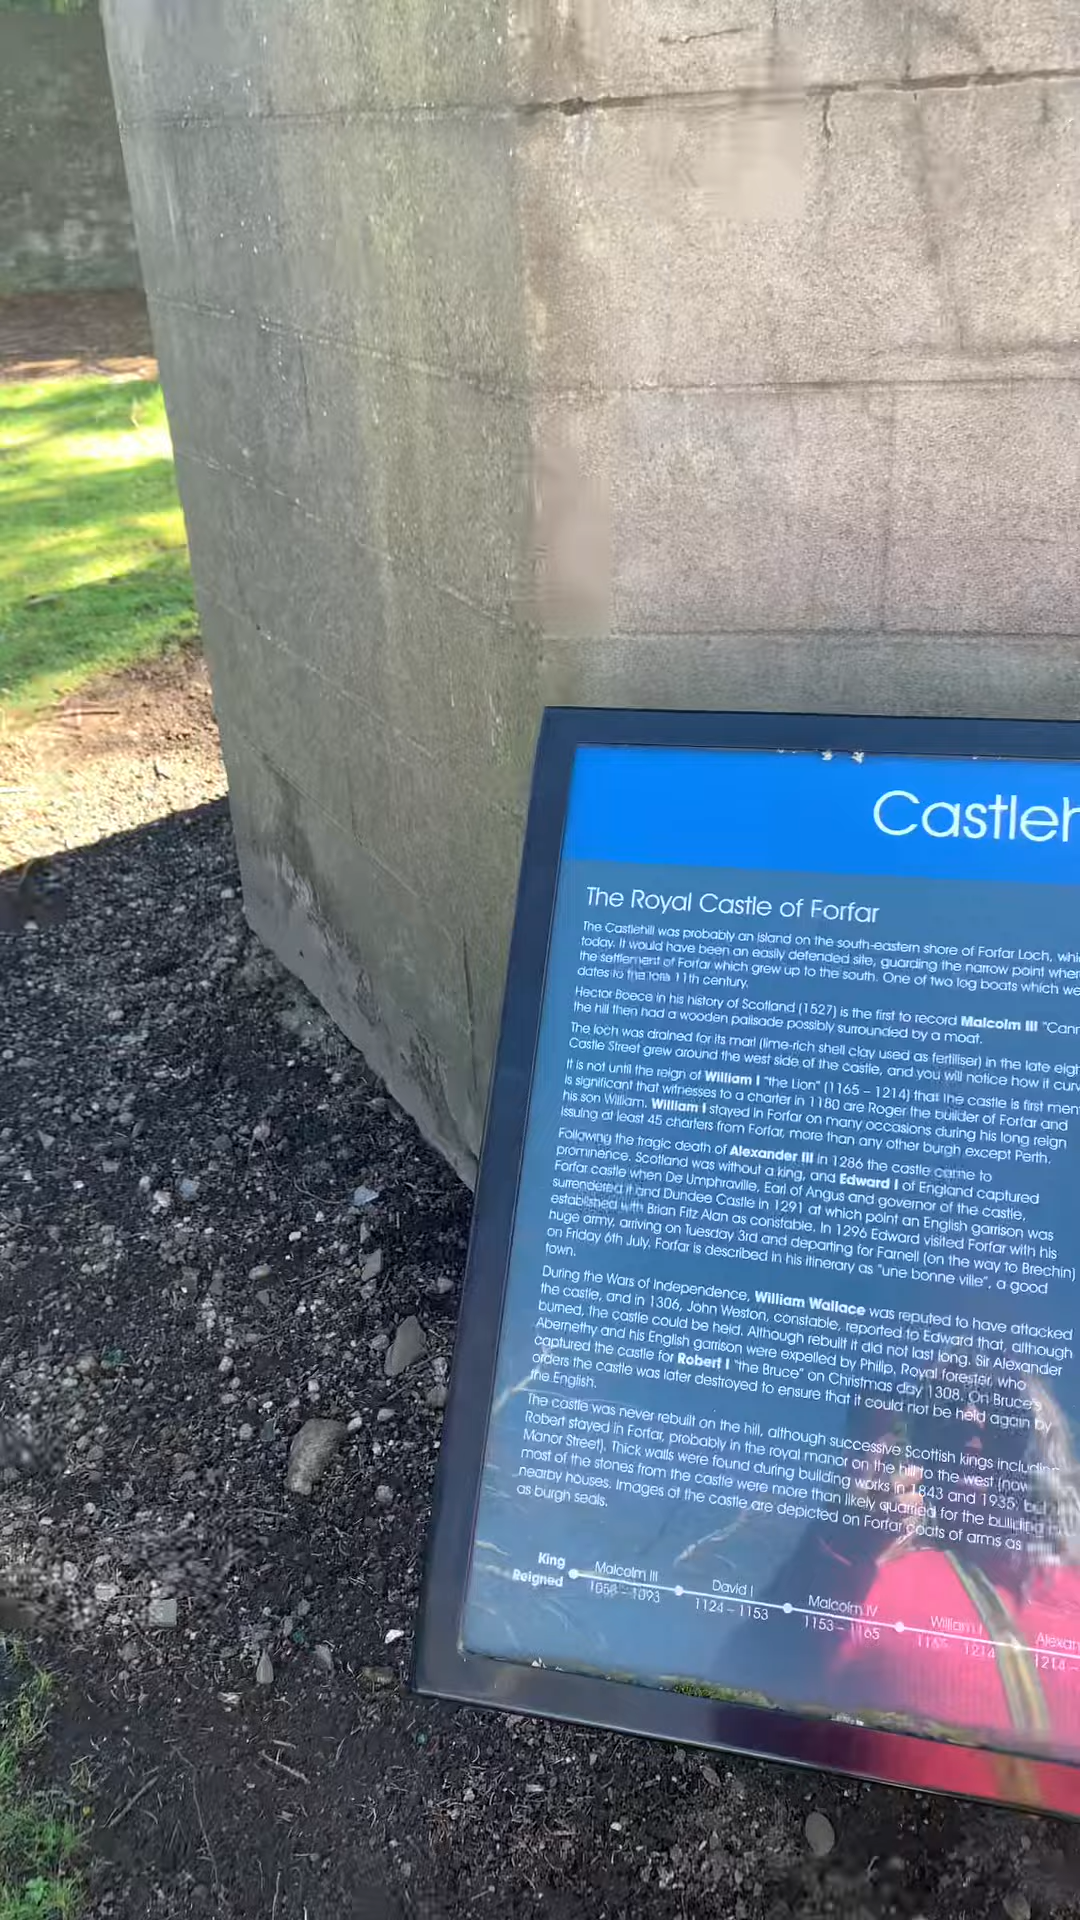 Castleh
The Royal Castle of Forfar
The Castlehill was probably an island on the south-eastern shore of Forfar Loch, whi
today. It would have been an easily defended site, guarding the narrow point wher
the settlement of Forfar which grew up to the south. One of two log boats which we
dates to the late 11th century.
Hector Boece in his history of Scotland (1527) is the first to record Malcolm III "Cann
the hill then had a wooden palisade possibly surrounded by a moat.
The loch was drained for its marl (lime-rich shell clay used as fertiliser) in the late eigh
Castle Street grew around the west side of the castle, and you will notice how it curv
It is not until the reign of William I "the Lion" (1165 – 1214) that the castle is first men
is significant that witnesses to a charter in 1180 are Roger the builder of Forfar and
his son William. William I stayed in Forfar on many occasions during his long reign
issuing at least 45 charters from Forfar, more than any other burgh except Perth.
Following the tragic death of Alexander III in 1286 the castle came to
prominence. Scotland was without a king, and Edward I of England captured
Forfar castle when De Umphraville, Earl of Angus and governor of the castle,
surrendered it and Dundee Castle in 1291 at which point an English garrison was
established with Brian Fitz Alan as constable. In 1296 Edward visited Forfar with his
huge army, arriving on Tuesday 3rd and departing for Farnell (on the way to Brechin)
on Friday 6th July. Forfar is described in his itinerary as "une bonne ville", a good
town.
During the Wars of Independence, William Wallace was reputed to have attacked
the castle, and in 1306, John Weston, constable, reported to Edward that, although
burned, the castle could be held. Although rebuilt it did not last long. Sir Alexander
Abernethy and his English garrison were expelled by Philip, Royal forester, who
captured the castle for Robert I "the Bruce" on Christmas day 1308. On Bruce's
orders the castle was later destroyed to ensure that it could not be held again by
the English.
The castle was never rebuilt on the hill, although successive Scottish kings including
Robert stayed in Forfar, probably in the royal manor on the hill to the west (now
Manor Street). Thick walls were found during building works in 1843 and 1935; but
most of the stones from the castle were more than likely quarried for the building
nearby houses. Images of the castle are depicted on Forfar coats of arms as
as burgh seals.
King Malcolm III David I Malcolm IV William I Alexan
Reigned 1058 – 1093 1124 – 1153 1153 – 1165 1165 1214 1214 –